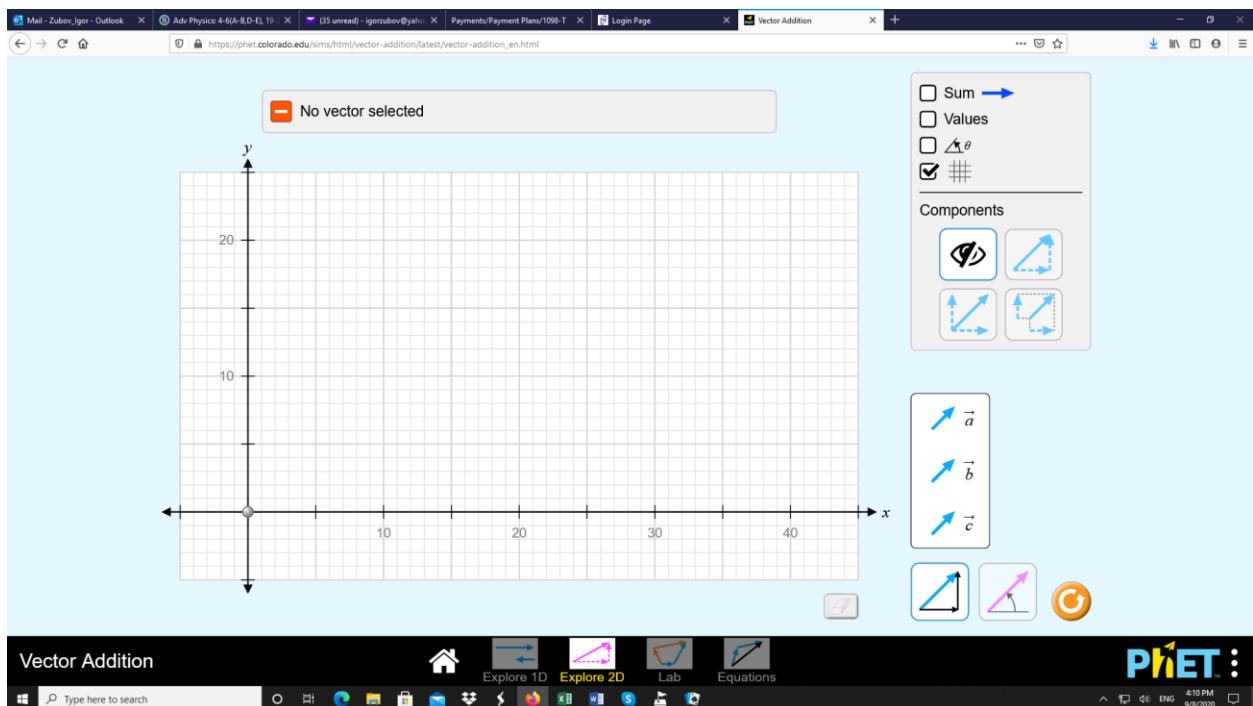 Mail - Zubov_Igor - Outlook
Adv Physics: 4-6(A-B,D-E), 19-2
(35 unread) - igorzubov@yaho
Payments/Payment Plans/1098-T
Login Page
Vector Addition
https://phet.colorado.edu/sims/html/vector-addition/latest/vector-addition_en.html
No vector selected
Sum
Values
θ
Components
y
20
10
10 20 30 40
x
a
b
c
Vector Addition
Explore 1D Explore 2D Lab Equations
PhET
Type here to search
ENG
4:10 PM
9/8/2020